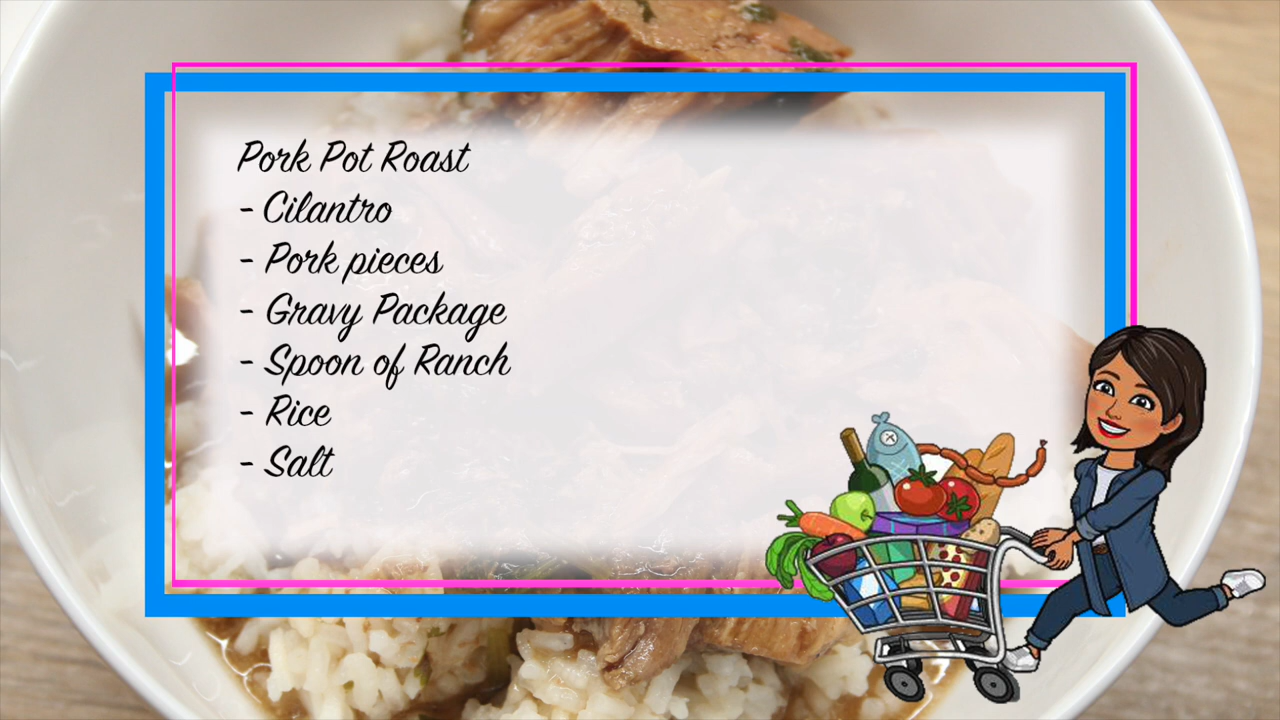 Pork Pot Roast
- Cilantro
- Pork pieces
- Gravy Package
- Spoon of Ranch
- Rice
- Salt